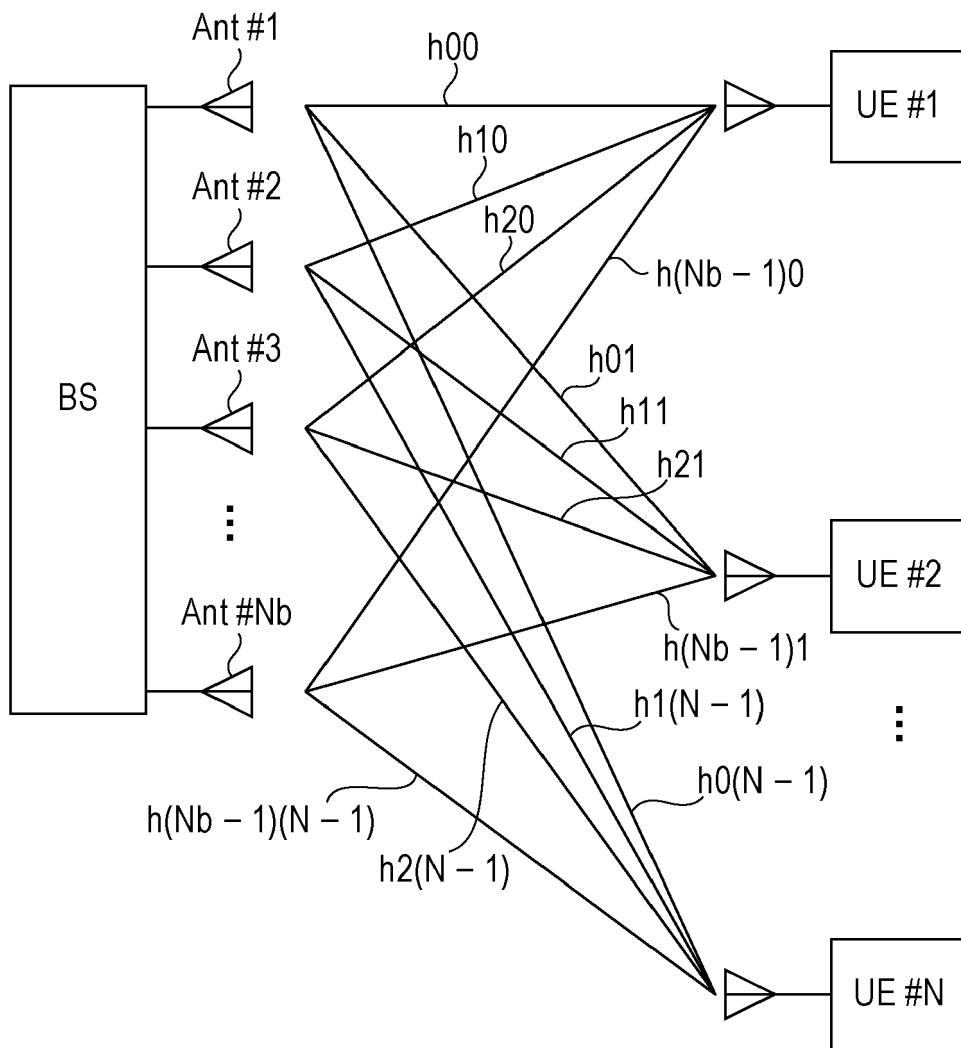 Ant #1
h00
UE #1
h10
Ant #2
h20
h(Nb – 1)0
Ant #3
h01
BS
h11
h21
...
UE #2
Ant #Nb
h(Nb – 1)1
h1(N – 1)
...
h0(N – 1)
h(Nb – 1)(N – 1)
h2(N – 1)
UE #N